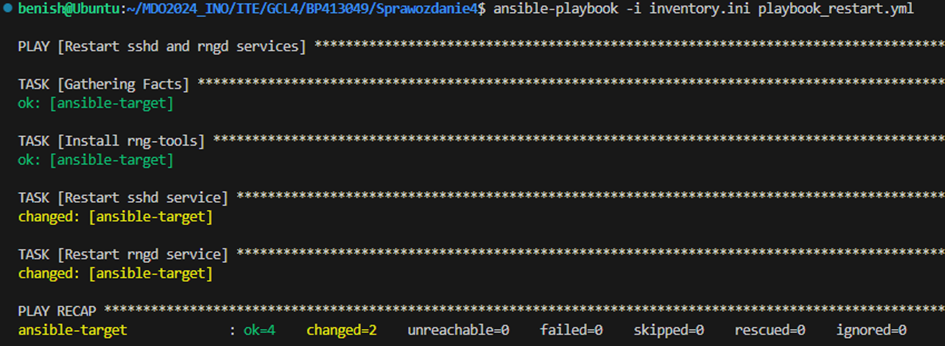 benish@Ubuntu:~/MDO2024_INO/ITE/GCL4/BP413049/Sprawozdanie4$ ansible-playbook -i inventory.ini playbook_restart.yml
PLAY [Restart sshd and rngd services] *******************************************************************************
TASK [Gathering Facts] **********************************************************************************************
ok: [ansible-target]
TASK [Install rng-tools] ********************************************************************************************
ok: [ansible-target]
TASK [Restart sshd service] *****************************************************************************************
changed: [ansible-target]
TASK [Restart rngd service] *****************************************************************************************
changed: [ansible-target]
PLAY RECAP **********************************************************************************************************
ansible-target : ok=4 changed=2 unreachable=0 failed=0 skipped=0 rescued=0 ignored=0